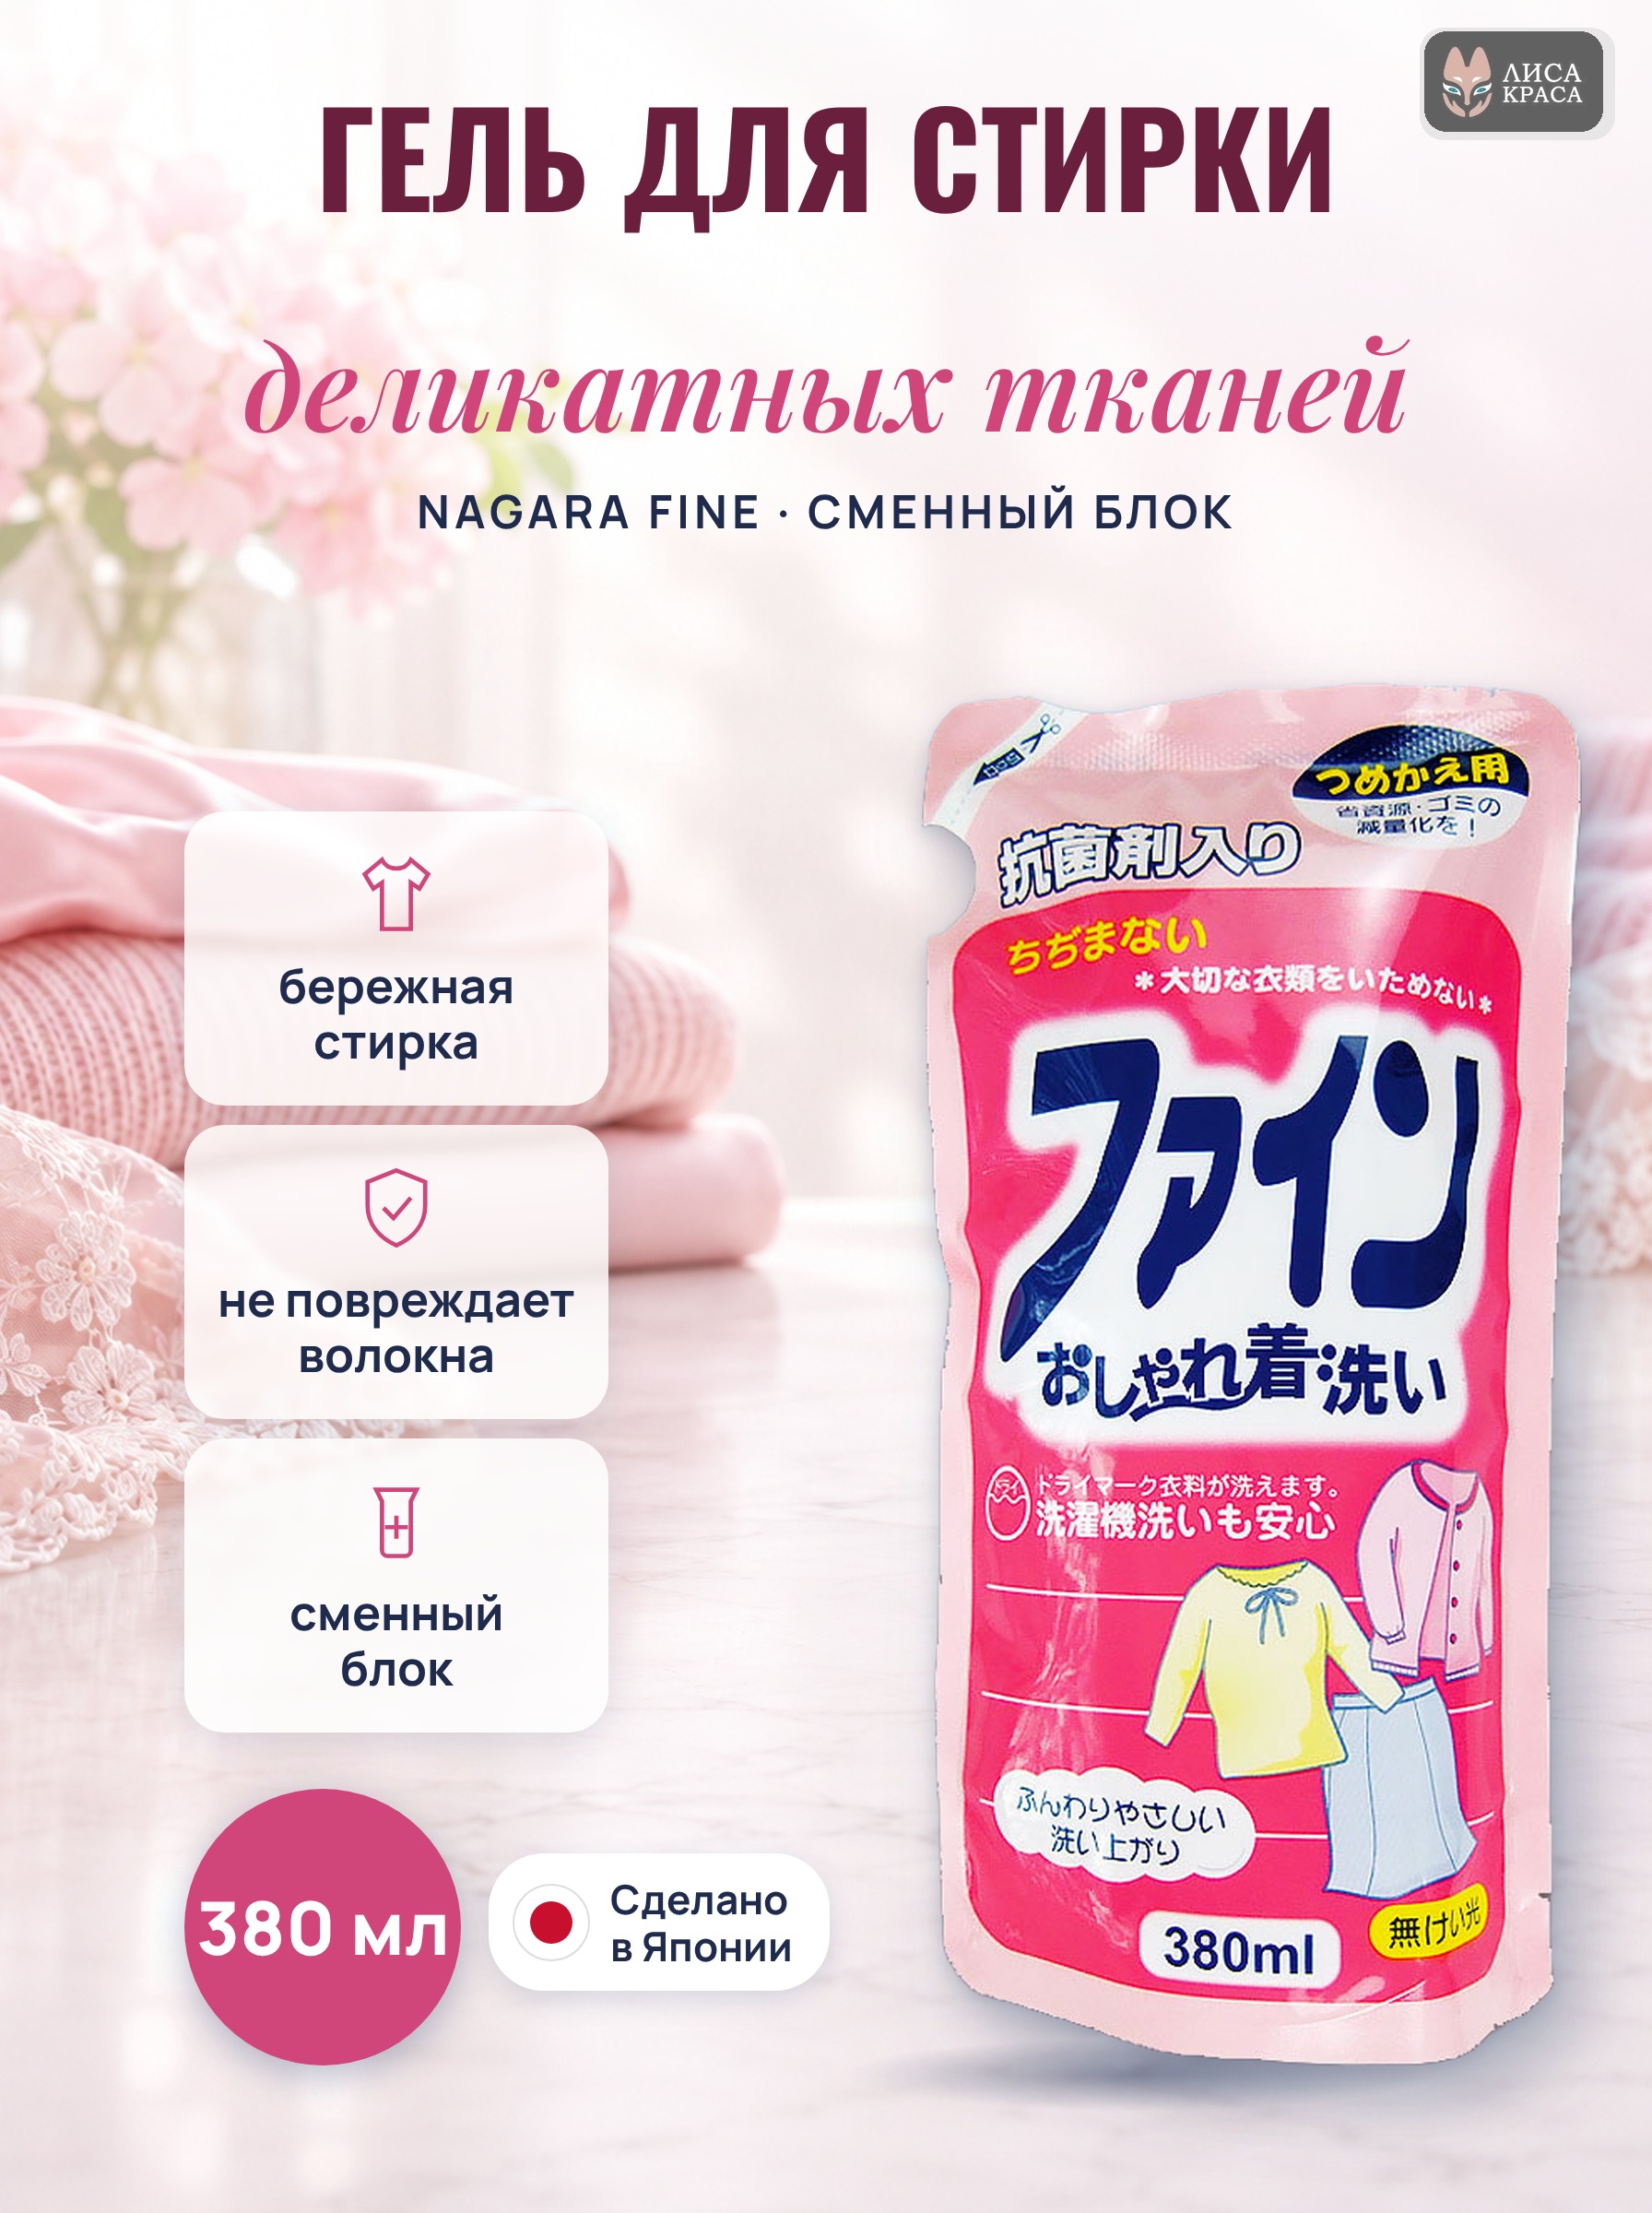 ЛИСА
КРАСА
ГЕЛЬ ДЛЯ СТИРКИ
деликатных тканей
NAGARA FINE · СМЕННЫЙ БЛОК
бережная
стирка
не повреждает
волокна
сменный
блок
380 мл
Сделано
в Японии
つめかえ用
省資源・ゴミの
減量化を!
抗菌剤入り
ちぢまない
*大切な衣類をいためない*
ファイン
おしゃれ着洗い
ドライ
ドライマーク衣料が洗えます。
洗濯機洗いも安心
ふんわりやさしい
洗い上がり
無けい光
380ml